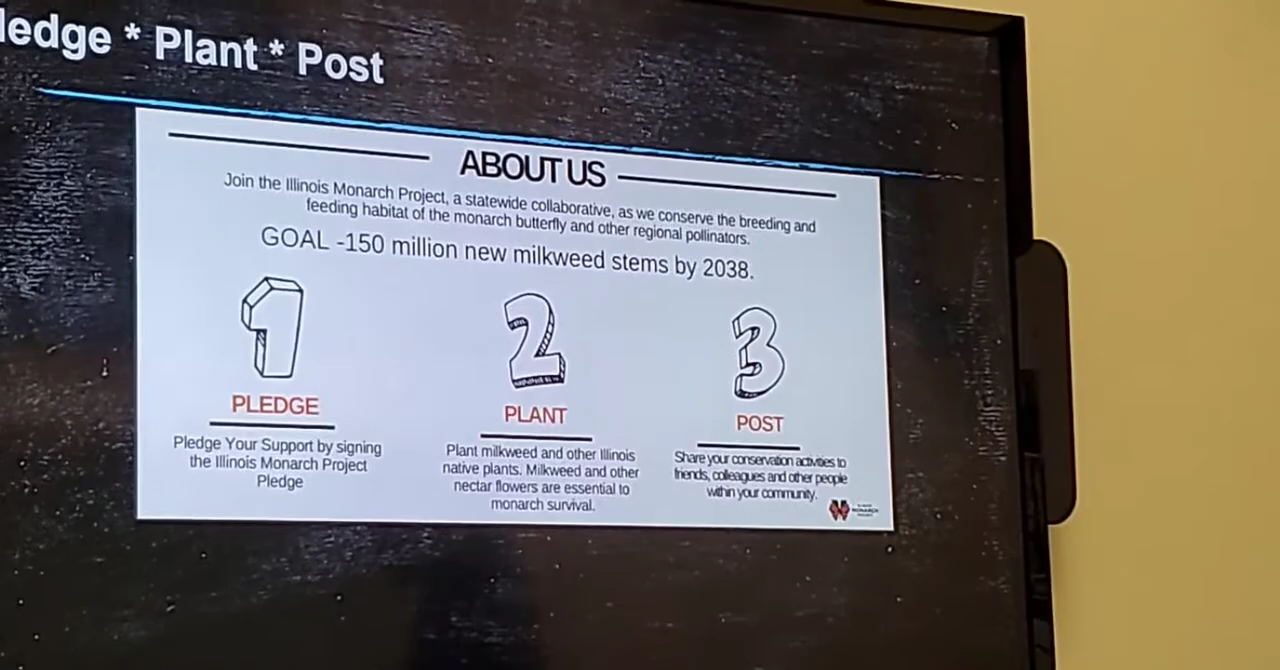 ledge * Plant * Post
ABOUT US
Join the Illinois Monarch Project, a statewide collaborative, as we conserve the breeding and
feeding habitat of the monarch butterfly and other regional pollinators.
GOAL -150 million new milkweed stems by 2038.
1
2
3
PLEDGE
PLANT
POST
Pledge Your Support by signing
the Illinois Monarch Project
Pledge
Plant milkweed and other Illinois
native plants. Milkweed and other
nectar flowers are essential to
monarch survival.
Share your conservation activities to
friends, colleagues and other people
within your community.
MONARCH